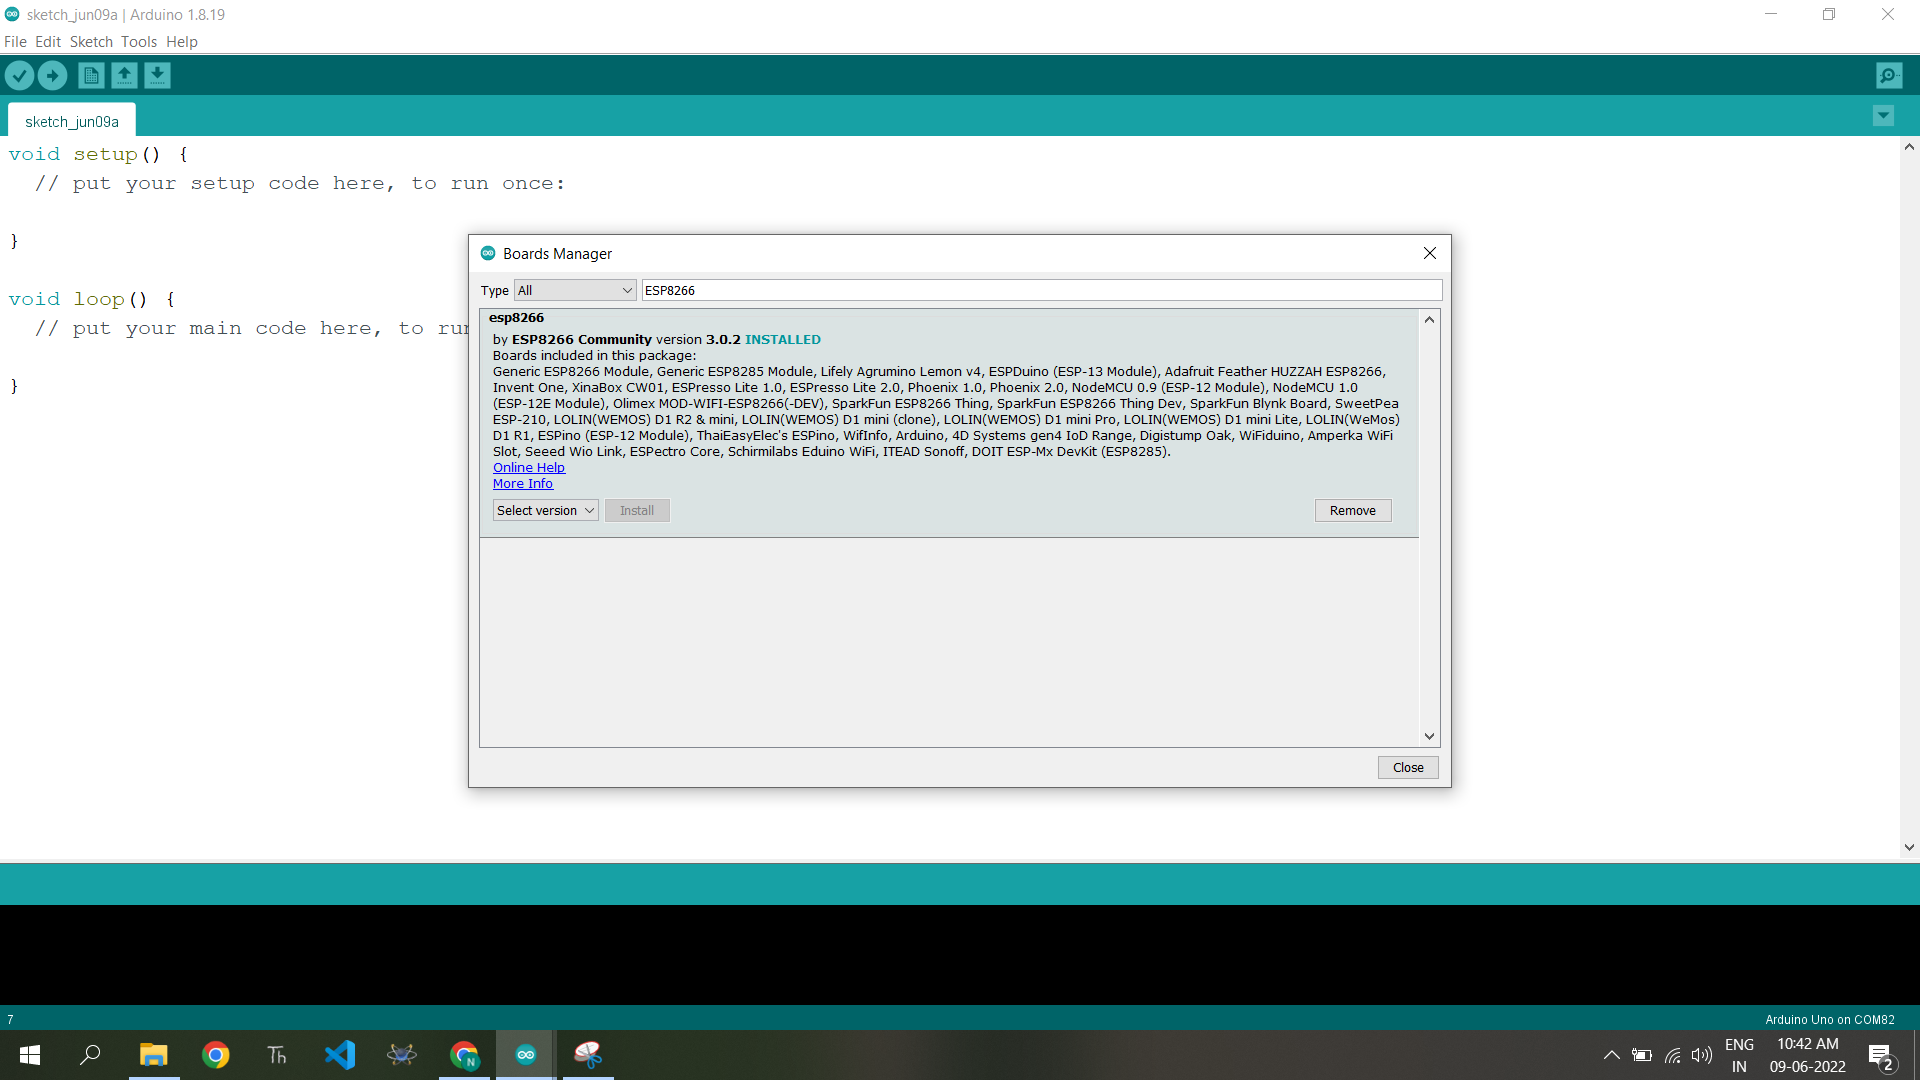 sketch_jun09a | Arduino 1.8.19
File Edit Sketch Tools Help
sketch_jun09a
void setup() {
// put your setup code here, to run once:
}
void loop() {
// put your main code here, to run
}
Boards Manager
Type All ESP8266
esp8266
by ESP8266 Community version 3.0.2 INSTALLED
Boards included in this package:
Generic ESP8266 Module, Generic ESP8285 Module, Lifely Agrumino Lemon v4, ESPDuino (ESP-13 Module), Adafruit Feather HUZZAH ESP8266,
Invent One, XinaBox CW01, ESPresso Lite 1.0, ESPresso Lite 2.0, Phoenix 1.0, Phoenix 2.0, NodeMCU 0.9 (ESP-12 Module), NodeMCU 1.0
(ESP-12E Module), Olimex MOD-WIFI-ESP8266(-DEV), SparkFun ESP8266 Thing, SparkFun ESP8266 Thing Dev, SparkFun Blynk Board, SweetPea
ESP-210, LOLIN(WEMOS) D1 R2 & mini, LOLIN(WEMOS) D1 mini (clone), LOLIN(WEMOS) D1 mini Pro, LOLIN(WEMOS) D1 mini Lite, LOLIN(WeMos)
D1 R1, ESPino (ESP-12 Module), ThaiEasyElec's ESPino, WifInfo, Arduino, 4D Systems gen4 IoD Range, Digistump Oak, WiFiduino, Amperka WiFi
Slot, Seeed Wio Link, ESPectro Core, Schirmilabs Eduino WiFi, ITEAD Sonoff, DOIT ESP-Mx DevKit (ESP8285).
Online Help
More Info
Select version Install Remove
Close
7
Arduino Uno on COM82
Th
N
ENG
IN
10:42 AM
09-06-2022
2